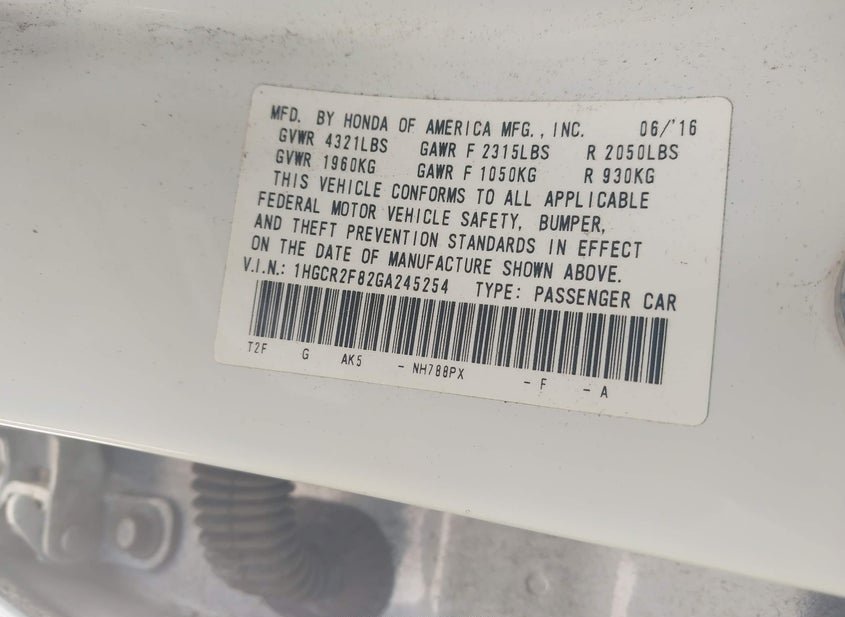 MFD. BY HONDA OF AMERICA MFG., INC. 06/'16
GVWR 4321LBS GAWR F 2315LBS R 2050LBS
GVWR 1960KG GAWR F 1050KG R 930KG
THIS VEHICLE CONFORMS TO ALL APPLICABLE
FEDERAL MOTOR VEHICLE SAFETY, BUMPER,
AND THEFT PREVENTION STANDARDS IN EFFECT
ON THE DATE OF MANUFACTURE SHOWN ABOVE.
V.I.N.: 1HGCR2F82GA245254 TYPE: PASSENGER CAR
T2F G AK5 - NH788PX - F - A